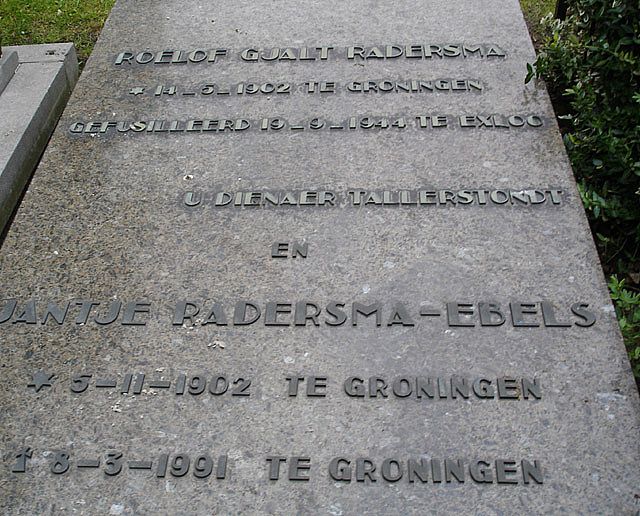 ROELOF GJALT RADERSMA
* 14-5-1902 TE GRONINGEN
GEFUSILLEERD 19-9-1944 TE EXLOO
U DIENAËR TALLERSTONDT
EN
JANTJE RADERSMA-EBELS
* 5-11-1902 TE GRONINGEN
† 8-3-1991 TE GRONINGEN